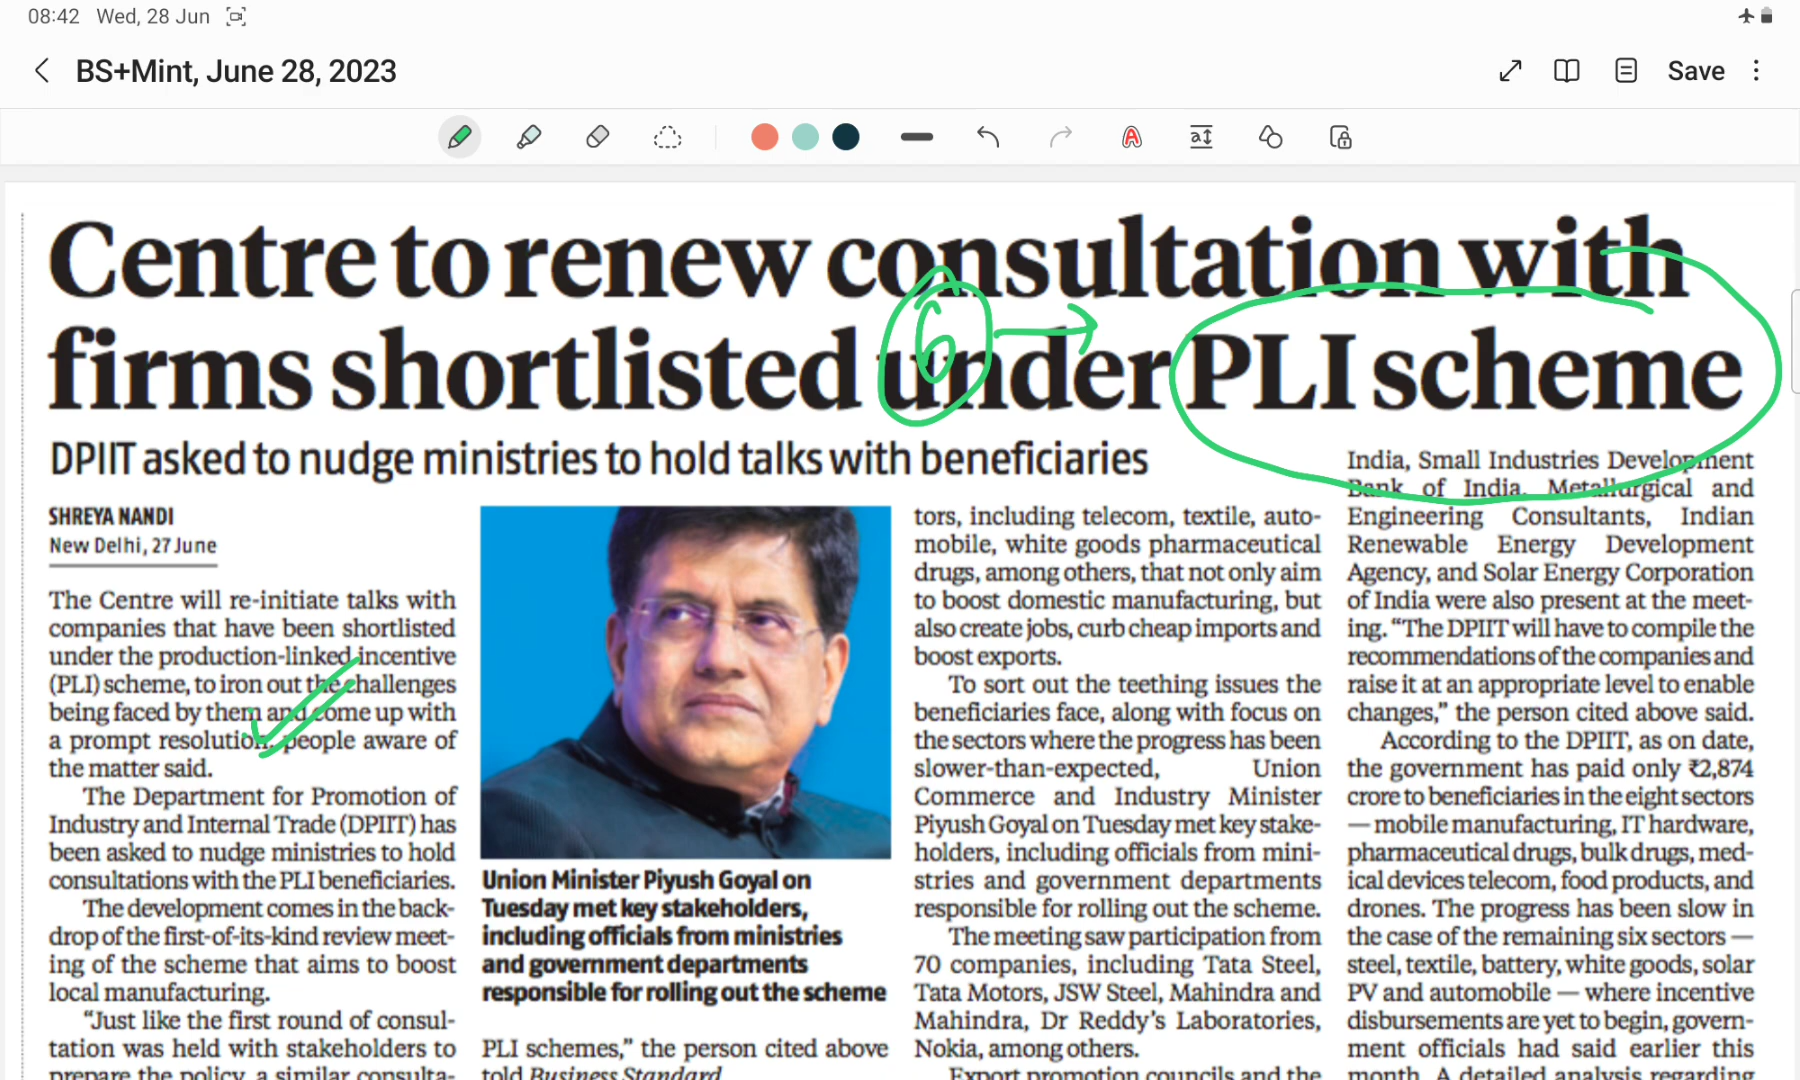 08:42 Wed, 28 Jun
BS+Mint, June 28, 2023
Save
Centre to renew consultation with
firms shortlisted under PLI scheme
6 →
DPIIT asked to nudge ministries to hold talks with beneficiaries
SHREYA NANDI
New Delhi, 27 June
The Centre will re-initiate talks with
companies that have been shortlisted
under the production-linked incentive
(PLI) scheme, to iron out the challenges
being faced by them and come up with
a prompt resolution, people aware of
the matter said.
The Department for Promotion of
Industry and Internal Trade (DPIIT) has
been asked to nudge ministries to hold
consultations with the PLI beneficiaries.
The development comes in the back-
drop of the first-of-its-kind review meet-
ing of the scheme that aims to boost
local manufacturing.
“Just like the first round of consul-
tation was held with stakeholders to
prepare the policy, a similar consulta-
Union Minister Piyush Goyal on
Tuesday met key stakeholders,
including officials from ministries
and government departments
responsible for rolling out the scheme
PLI schemes,” the person cited above
told Business Standard.
tors, including telecom, textile, auto-
mobile, white goods pharmaceutical
drugs, among others, that not only aim
to boost domestic manufacturing, but
also create jobs, curb cheap imports and
boost exports.
To sort out the teething issues the
beneficiaries face, along with focus on
the sectors where the progress has been
slower-than-expected, Union
Commerce and Industry Minister
Piyush Goyal on Tuesday met key stake-
holders, including officials from mini-
stries and government departments
responsible for rolling out the scheme.
The meeting saw participation from
70 companies, including Tata Steel,
Tata Motors, JSW Steel, Mahindra and
Mahindra, Dr Reddy’s Laboratories,
Nokia, among others.
Export promotion councils and the
India, Small Industries Development
Bank of India, Metallurgical and
Engineering Consultants, Indian
Renewable Energy Development
Agency, and Solar Energy Corporation
of India were also present at the meet-
ing. “The DPIIT will have to compile the
recommendations of the companies and
raise it at an appropriate level to enable
changes,” the person cited above said.
According to the DPIIT, as on date,
the government has paid only ₹2,874
crore to beneficiaries in the eight sectors
— mobile manufacturing, IT hardware,
pharmaceutical drugs, bulk drugs, med-
ical devices telecom, food products, and
drones. The progress has been slow in
the case of the remaining six sectors —
steel, textile, battery, white goods, solar
PV and automobile — where incentive
disbursements are yet to begin, govern-
ment officials had said earlier this
month. A detailed analysis regarding